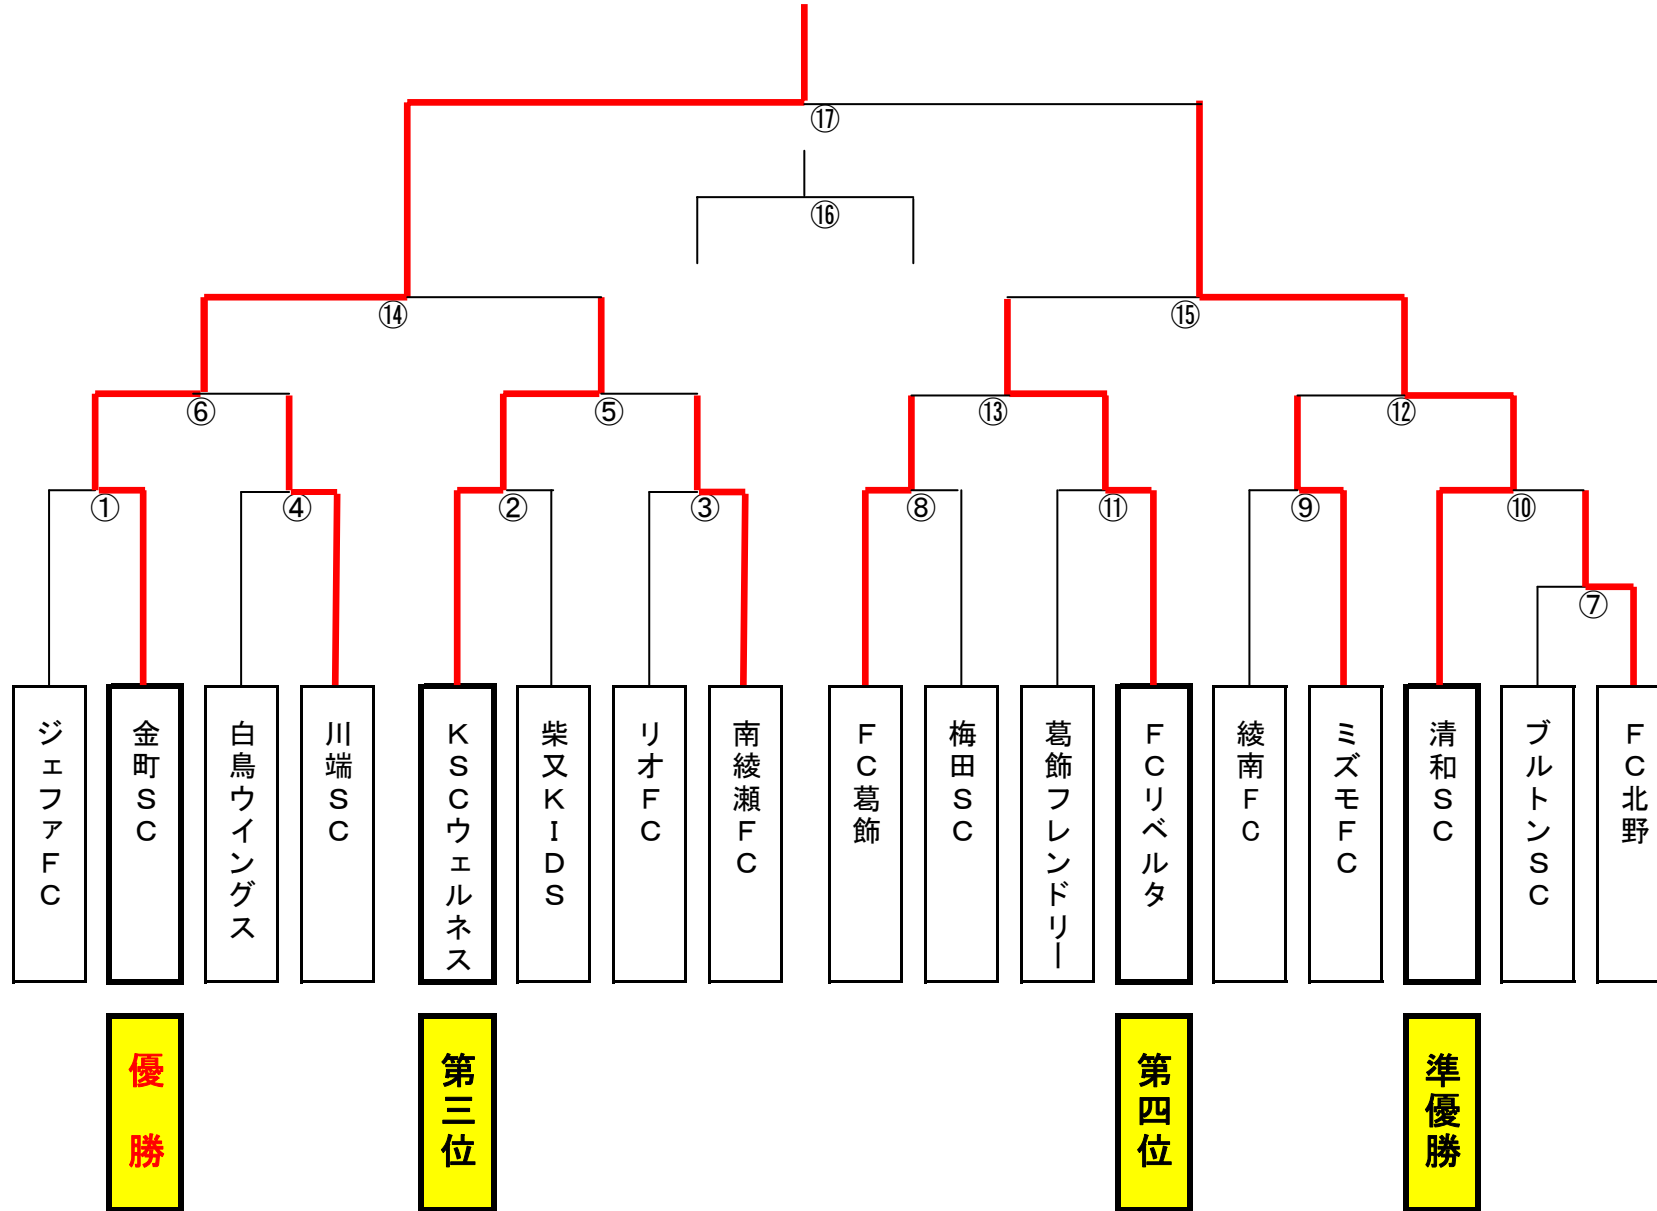 ⑰
⑯
⑭
⑮
⑥
⑤
⑬
⑫
①
④
②
③
⑧
⑪
⑨
⑩
⑦
ジェファFC
金町SC
白鳥ウイングス
川端SC
KSCウェルネス
柴又KIDS
リオFC
南綾瀬FC
FC葛飾
梅田SC
葛飾フレンドリー
FCリベルタ
綾南FC
ミズモFC
清和SC
ブルトンSC
FC北野
優勝
第三位
第四位
準優勝